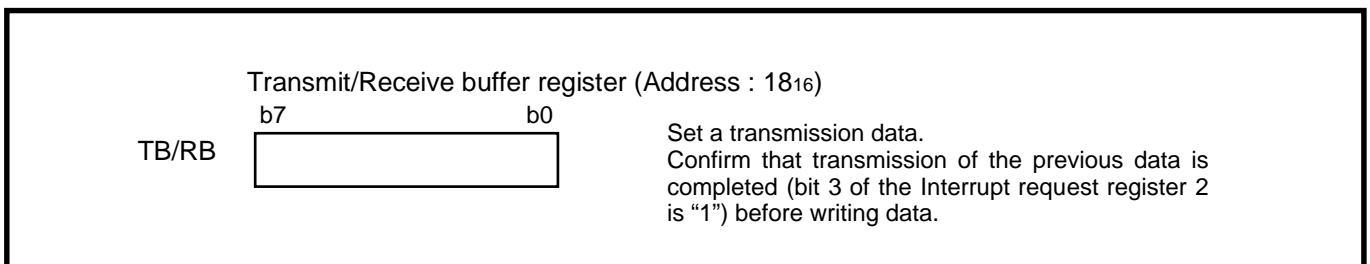 Transmit/Receive buffer register (Address : 18₁₆)
b7 b0
TB/RB
Set a transmission data.
Confirm that transmission of the previous data is
completed (bit 3 of the Interrupt request register 2
is “1”) before writing data.